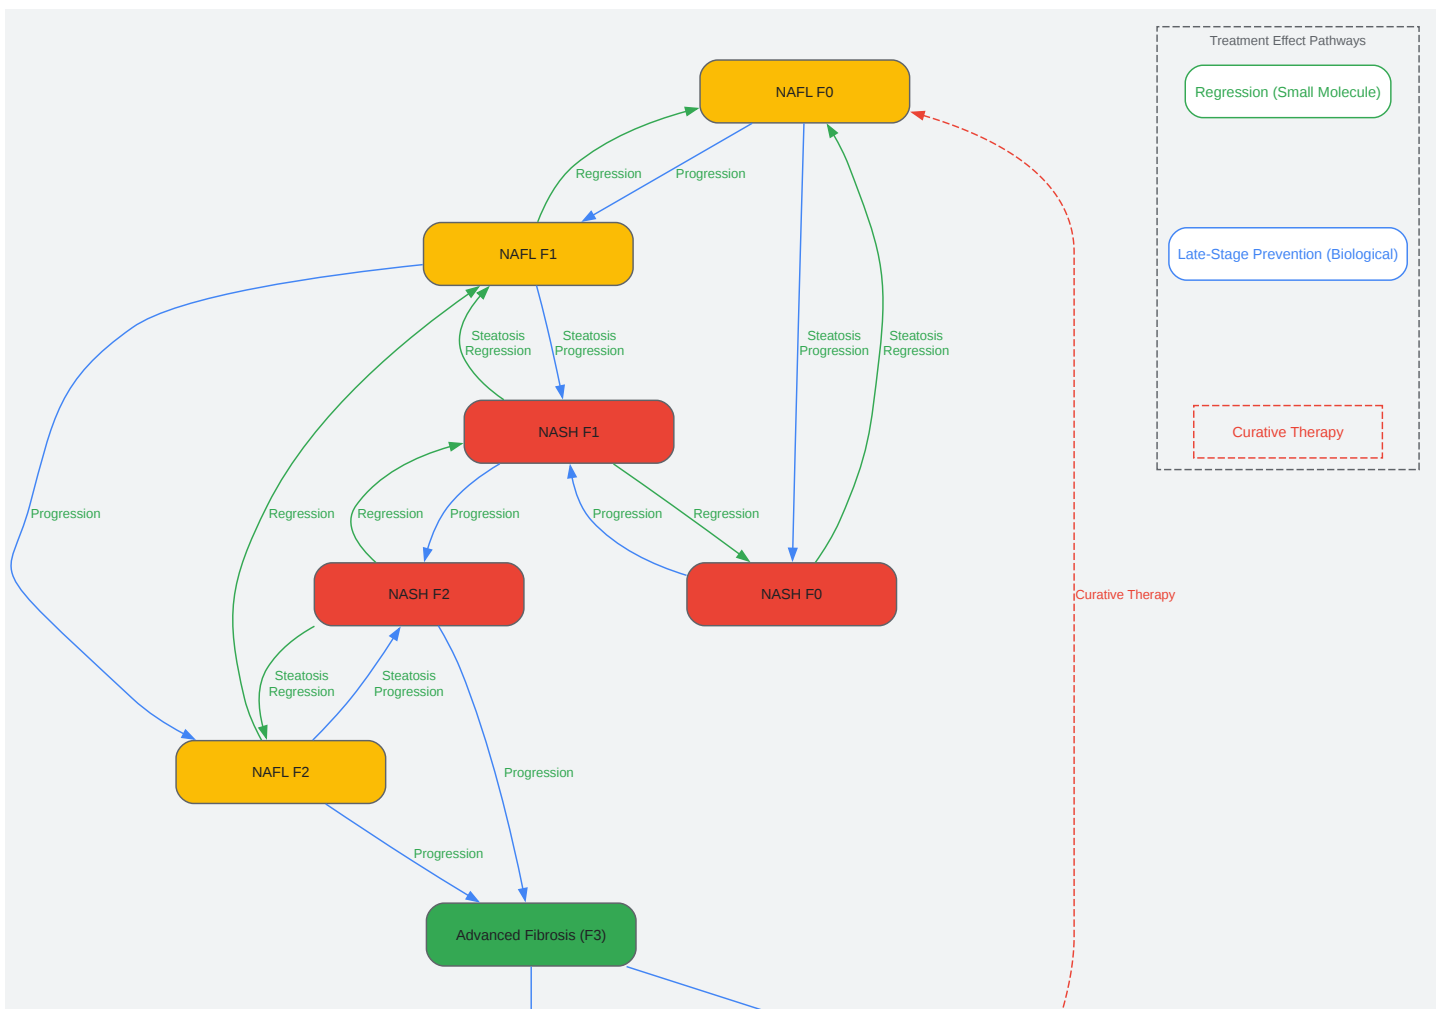 Treatment Effect Pathways
NAFL F0
Regression (Small Molecule)
Regression
Progression
NAFL F1
Late-Stage Prevention (Biological)
Steatosis
Regression
Steatosis
Progression
Steatosis
Progression
Steatosis
Regression
NASH F1
Curative Therapy
Progression
Regression
Regression
Progression
Progression
Regression
NASH F2
NASH F0
Curative Therapy
Steatosis
Regression
Steatosis
Progression
NAFL F2
Progression
Progression
Advanced Fibrosis (F3)